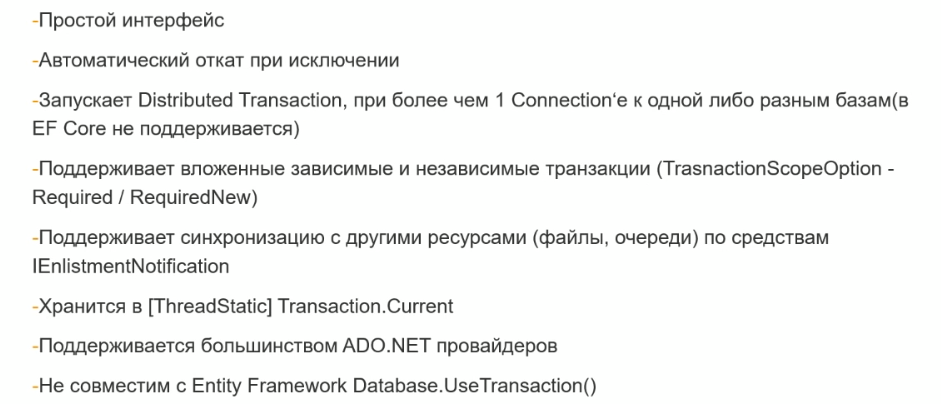 -Простой интерфейс
-Автоматический откат при исключении
-Запускает Distributed Transaction, при более чем 1 Connection‘e к одной либо разным базам(в
EF Core не поддерживается)
-Поддерживает вложенные зависимые и независимые транзакции (TrasnactionScopeOption -
Required / RequiredNew)
-Поддерживает синхронизацию с другими ресурсами (файлы, очереди) по средствам
IEnlistmentNotification
-Хранится в [ThreadStatic] Transaction.Current
-Поддерживается большинством ADO.NET провайдеров
-Не совместим с Entity Framework Database.UseTransaction()